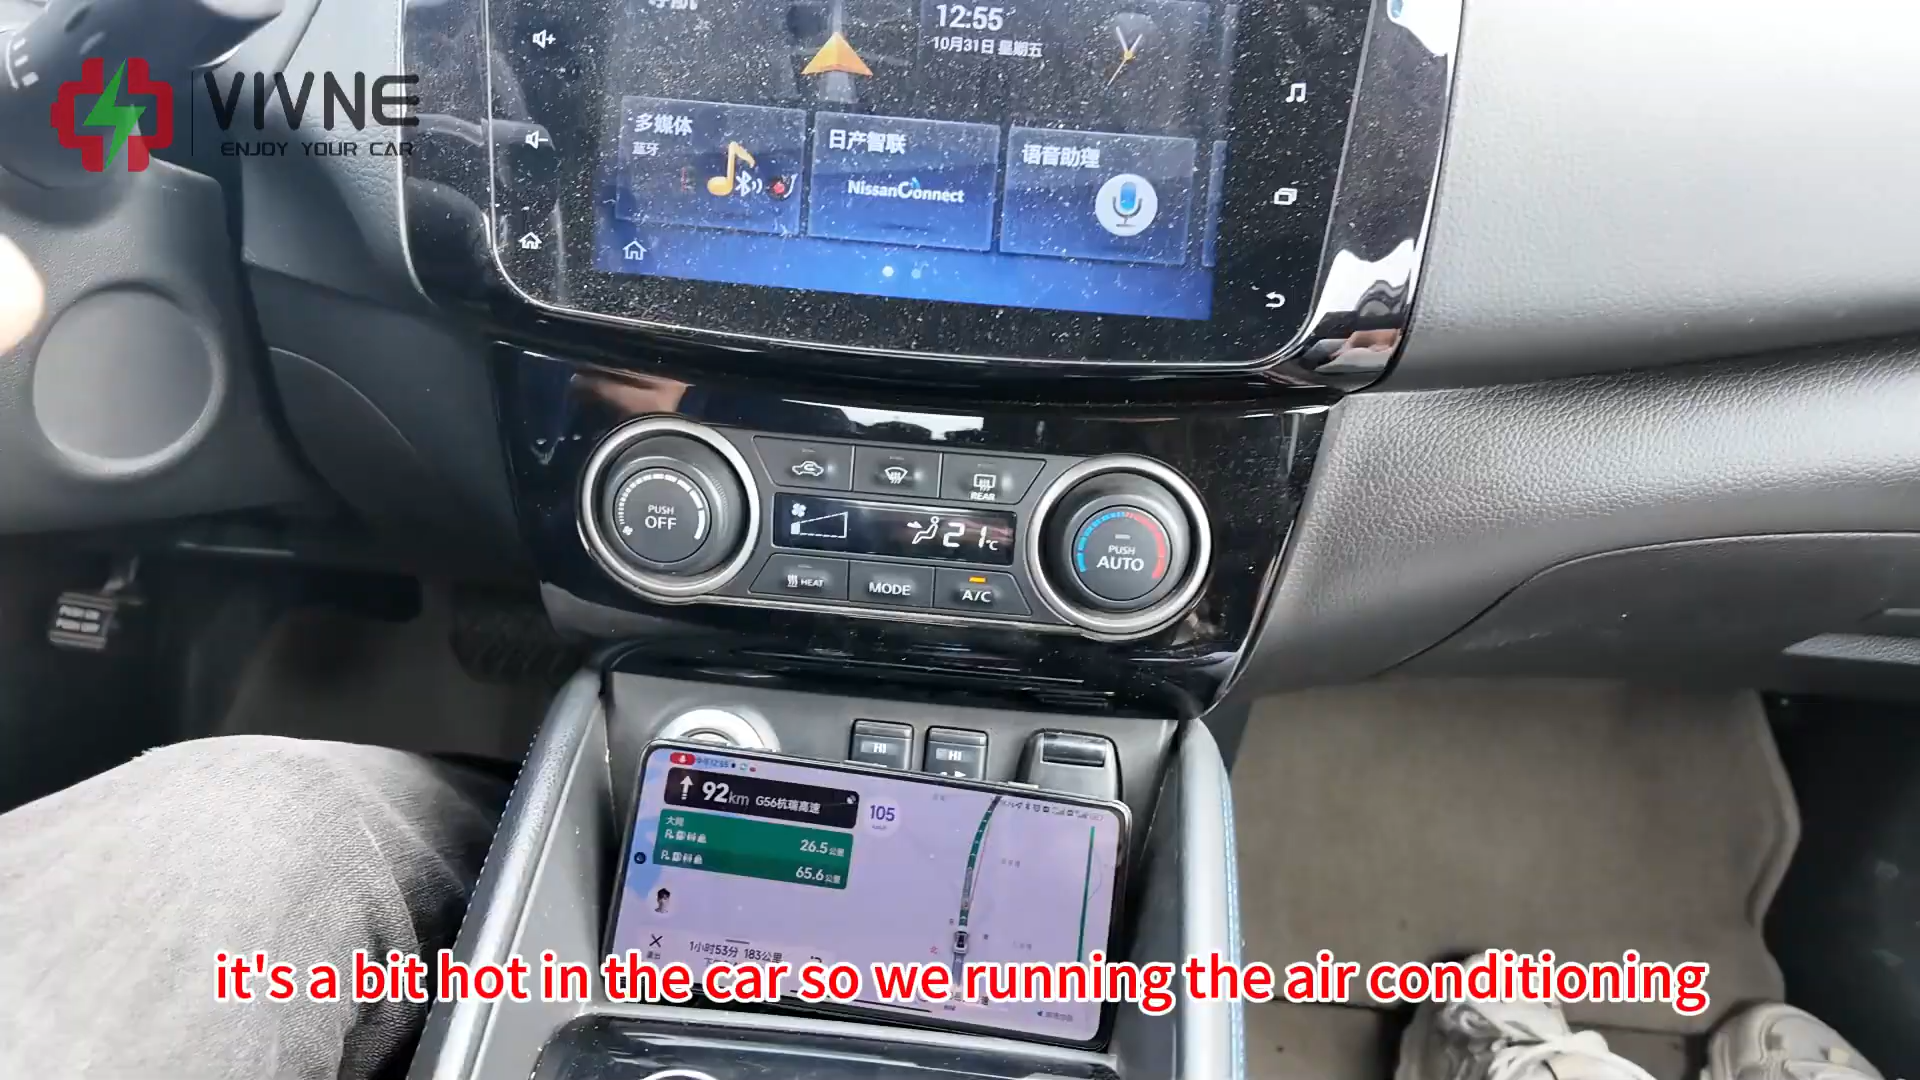 VIVNE
ENJOY YOUR CAR
导航
12:55
10月31日 星期五
多媒体
蓝牙
日产智联
NissanConnect
语音助理
PUSH
OFF
REAR
21°C
HEAT
MODE
A/C
PUSH
AUTO
HI
HI
92km G56杭瑞高速
105
26.5公里
65.6公里
1小时53分 183公里
退出
it's a bit hot in the car so we running the air conditioning